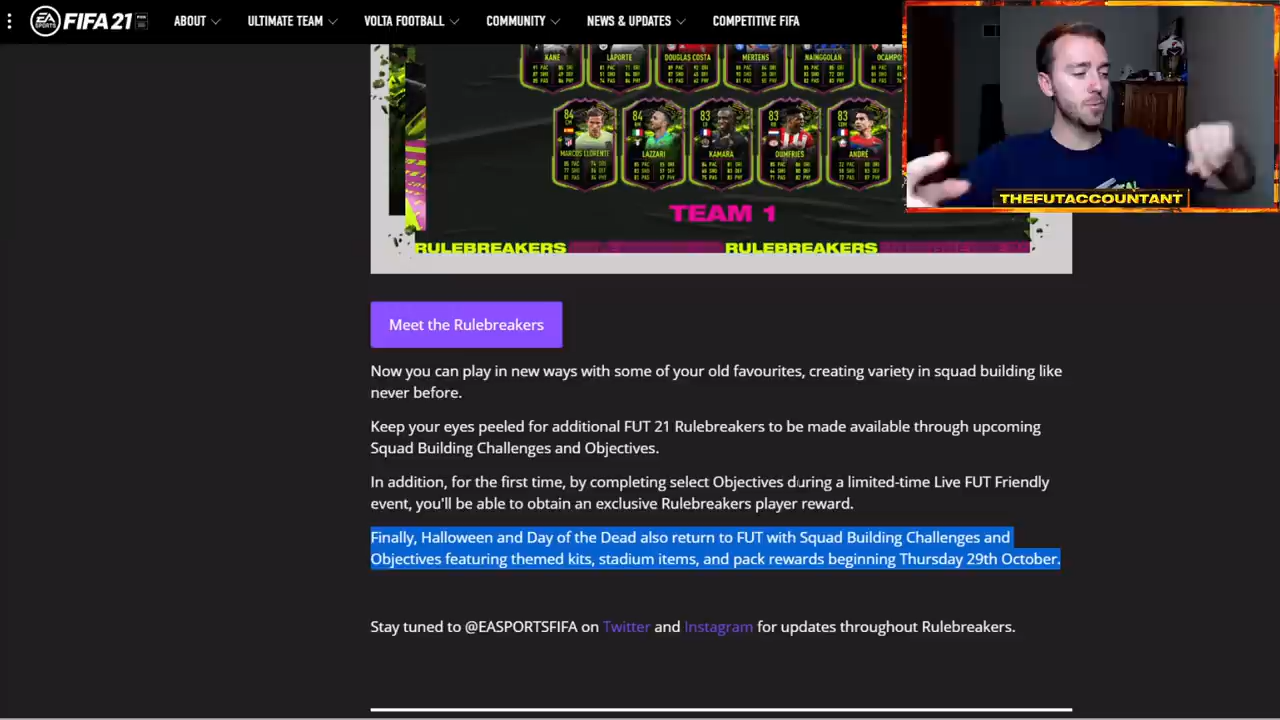 EA SPORTS FIFA 21 ABOUT ULTIMATE TEAM VOLTA FOOTBALL COMMUNITY NEWS & UPDATES COMPETITIVE FIFA
KANE LAPORTE DOUGLAS COSTA MERTENS NAINGGOLAN OCAMPO
84 84 83 83 83
MARCOS LLORENTE LAZZARI KAMARA DUMFRIES ANDRÉ
TEAM 1
RULEBREAKERS RULEBREAKERS
THEFUTACCOUNTANT
Meet the Rulebreakers
Now you can play in new ways with some of your old favourites, creating variety in squad building like
never before.
Keep your eyes peeled for additional FUT 21 Rulebreakers to be made available through upcoming
Squad Building Challenges and Objectives.
In addition, for the first time, by completing select Objectives during a limited-time Live FUT Friendly
event, you'll be able to obtain an exclusive Rulebreakers player reward.
Finally, Halloween and Day of the Dead also return to FUT with Squad Building Challenges and
Objectives featuring themed kits, stadium items, and pack rewards beginning Thursday 29th October.
Stay tuned to @EASPORTSFIFA on Twitter and Instagram for updates throughout Rulebreakers.